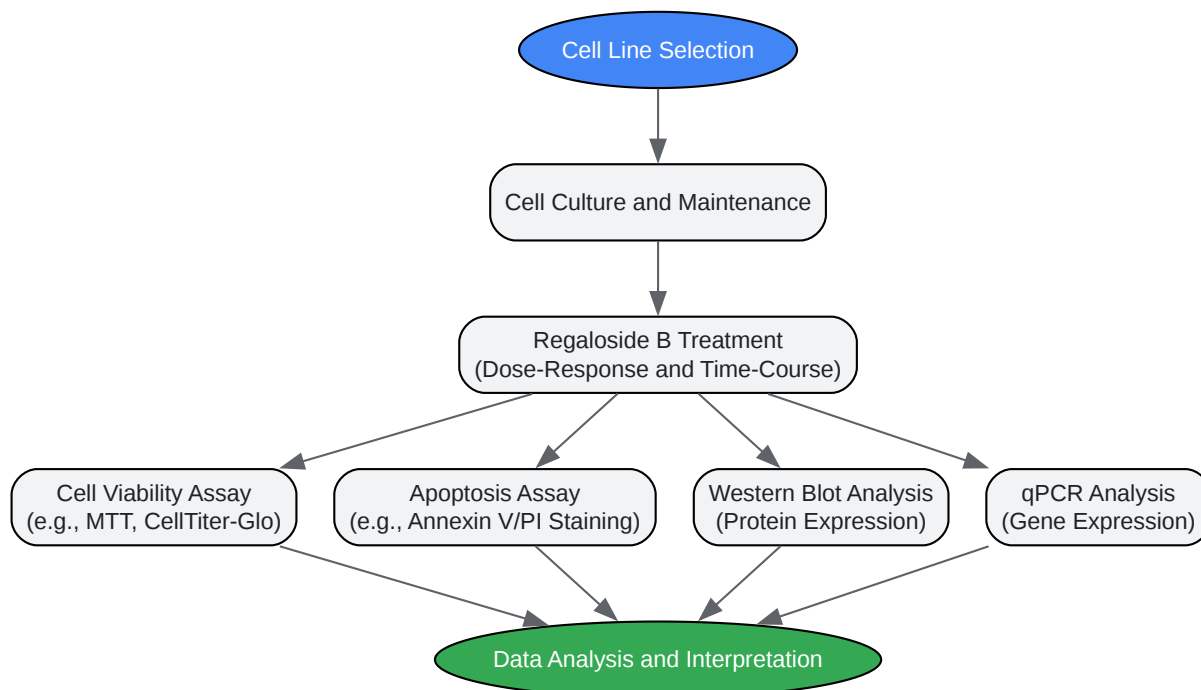 Cell Line Selection
Cell Culture and Maintenance
Regaloside B Treatment
(Dose-Response and Time-Course)
Cell Viability Assay
(e.g., MTT, CellTiter-Glo)
Apoptosis Assay
(e.g., Annexin V/PI Staining)
Western Blot Analysis
(Protein Expression)
qPCR Analysis
(Gene Expression)
Data Analysis and Interpretation